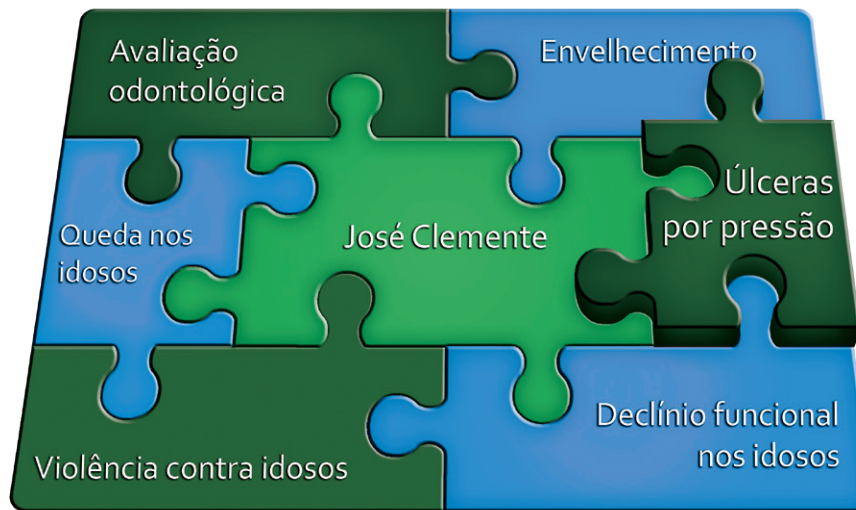 Avaliação
odontológica
Envelhecimento
Queda nos
idosos
José Clemente
Úlceras
por pressão
Violência contra idosos
Declínio funcional
nos idosos